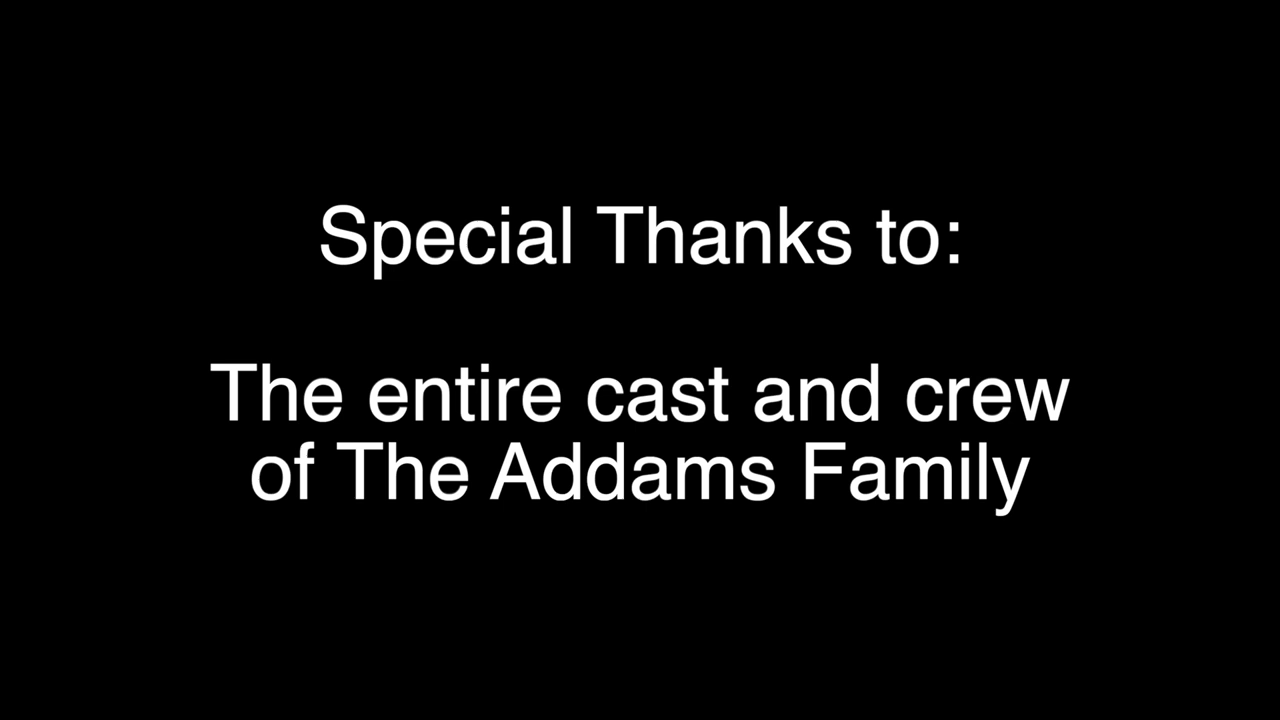 Special Thanks to:
The entire cast and crew
of The Addams Family